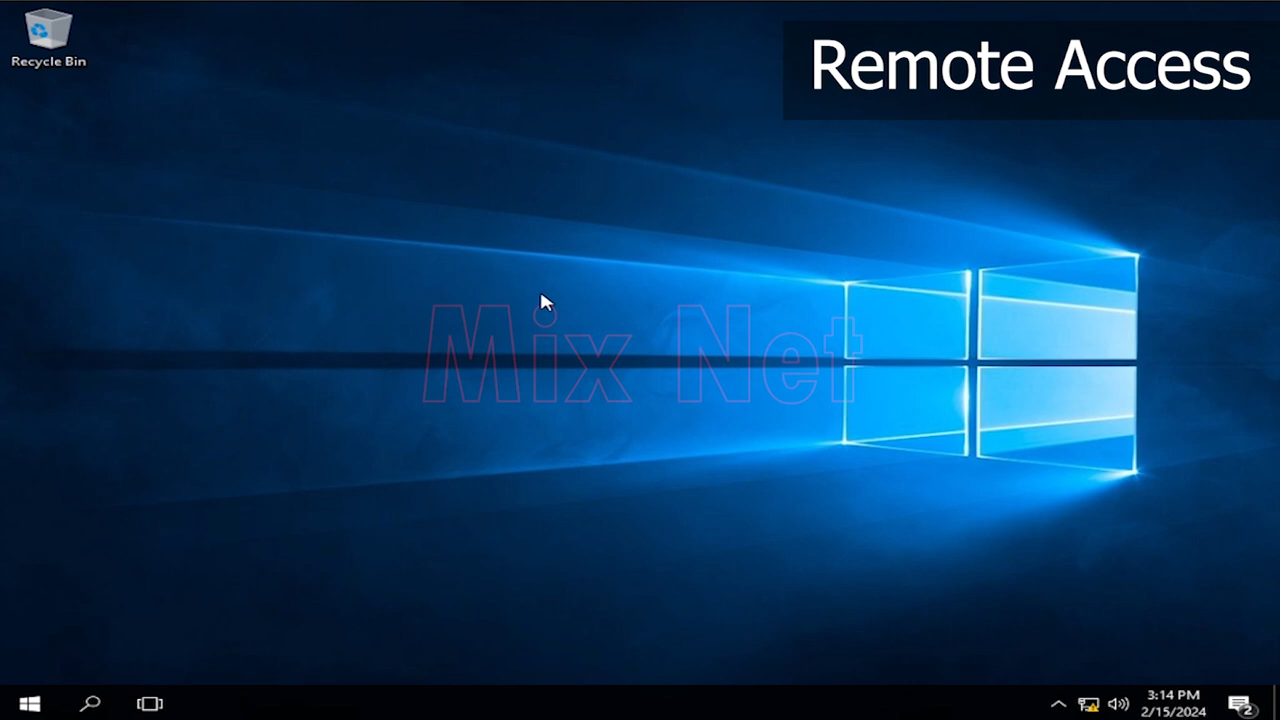 Recycle Bin
Remote Access
Mix Net
3:14 PM
2/15/2024
2